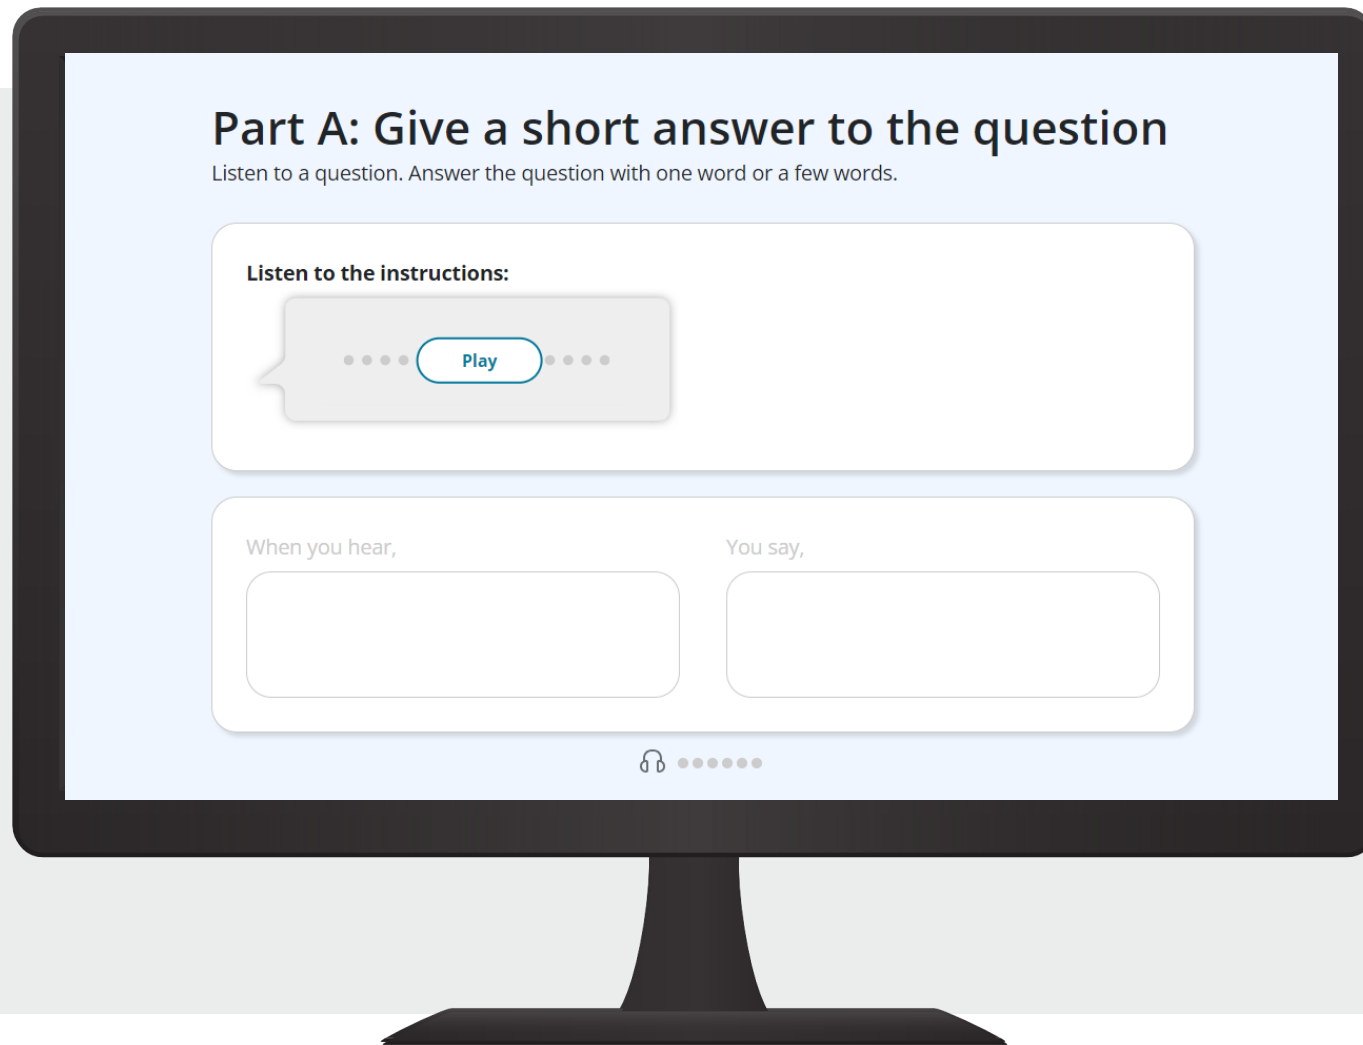 Part A: Give a short answer to the question
Listen to a question. Answer the question with one word or a few words.
Listen to the instructions:
Play
When you hear,
You say,